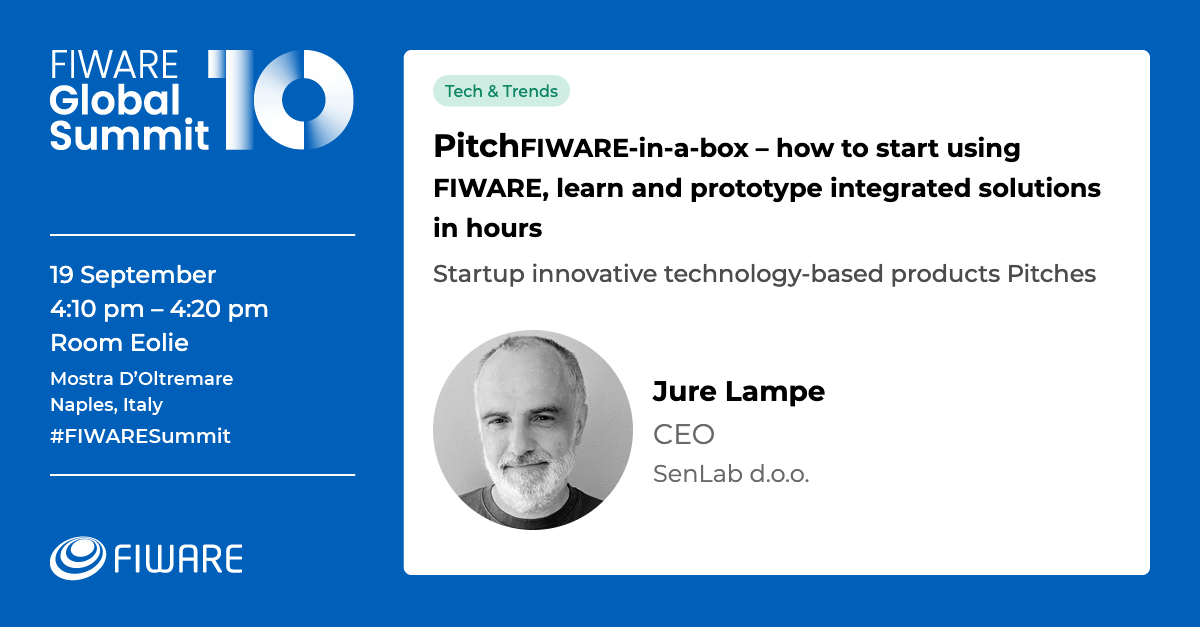 FIWARE
Global
Summit
10
19 September
4:10 pm – 4:20 pm
Room Eolie
Mostra D’Oltremare
Naples, Italy
#FIWARESummit
FIWARE
Tech & Trends
PitchFIWARE-in-a-box – how to start using
FIWARE, learn and prototype integrated solutions
in hours
Startup innovative technology-based products Pitches
Jure Lampe
CEO
SenLab d.o.o.